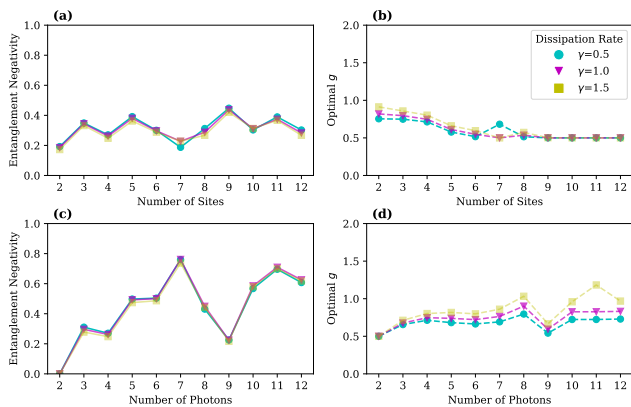 (a)
Entanglement Negativity
1.0
0.8
0.6
0.4
0.2
0.0
2 3 4 5 6 7 8 9 10 11 12
Number of Sites
(b)
Optimal g
2.0
1.5
1.0
0.5
0.0
Dissipation Rate
γ=0.5
γ=1.0
γ=1.5
2 3 4 5 6 7 8 9 10 11 12
Number of Sites
(c)
Entanglement Negativity
1.0
0.8
0.6
0.4
0.2
0.0
2 3 4 5 6 7 8 9 10 11 12
Number of Photons
(d)
Optimal g
2.0
1.5
1.0
0.5
0.0
2 3 4 5 6 7 8 9 10 11 12
Number of Photons